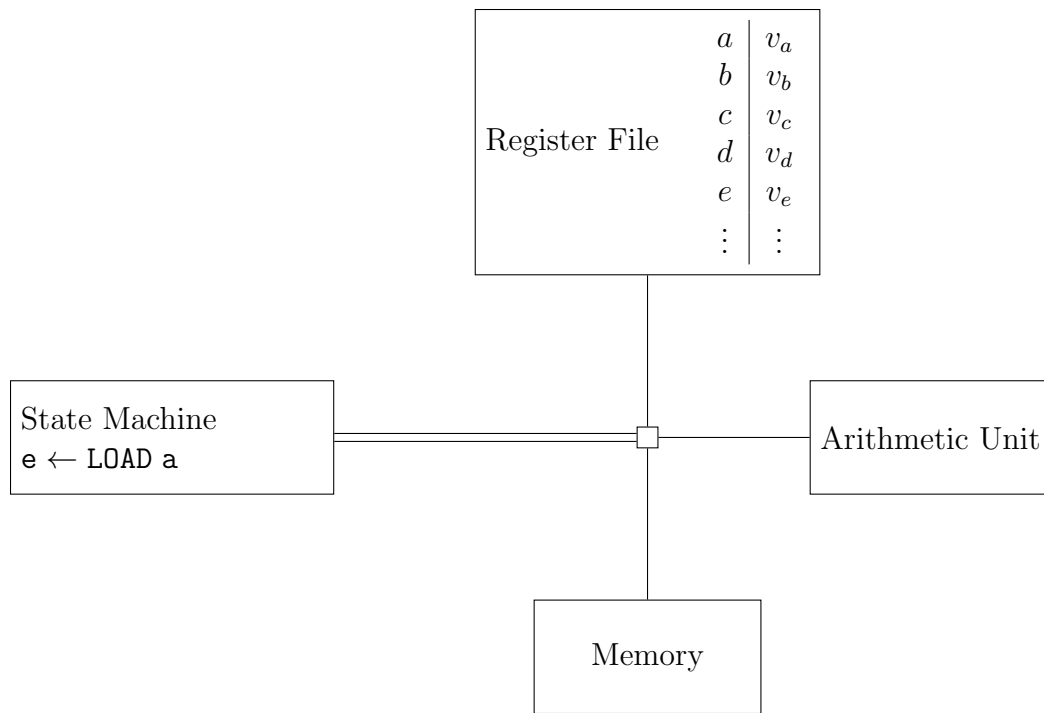 Register File
a v_a
b v_b
c v_c
d v_d
e v_e
⋮ ⋮
State Machine
e ← LOAD a
Arithmetic Unit
Memory